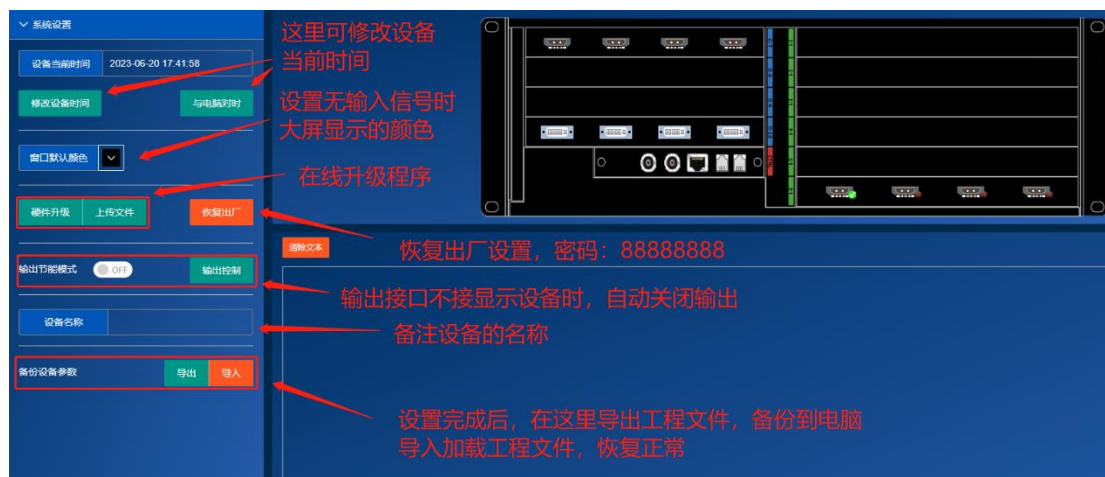 系统设置
设备当前时间 2023-06-20 17:41:58
修改设备时间 与电脑对时
窗口默认颜色
硬件升级 上传文件 恢复出厂
输出节能模式 OFF 输出控制
设备名称
备份设备参数 导出 导入
这里可修改设备
当前时间
设置无输入信号时
大屏显示的颜色
在线升级程序
清除文本
恢复出厂设置，密码：88888888
输出接口不接显示设备时，自动关闭输出
备注设备的名称
设置完成后，在这里导出工程文件，备份到电脑
导入加载工程文件，恢复正常